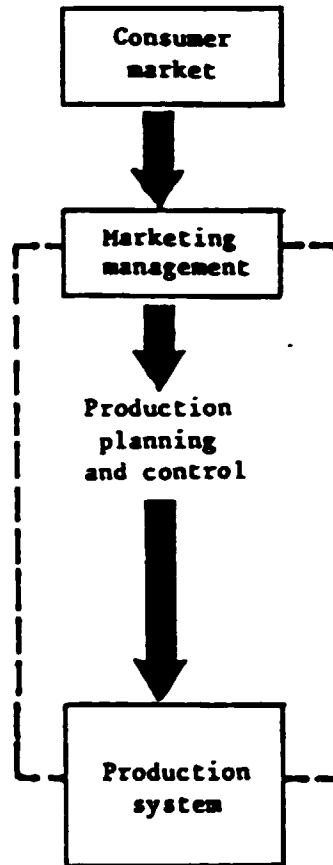 Consumer
market
Marketing
management
Production
planning
and control
Production
system